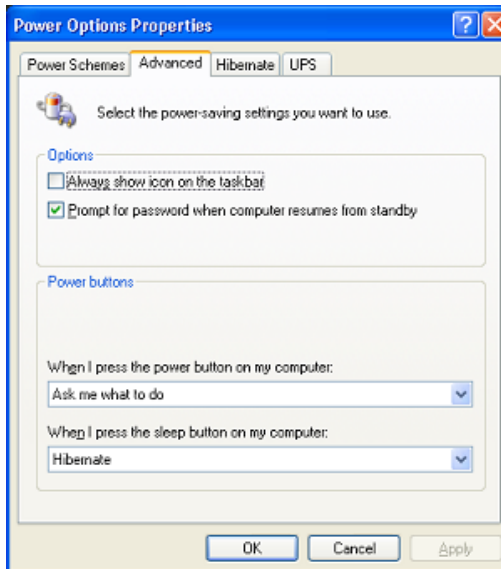 Power Options Properties
Power Schemes Advanced Hibernate UPS
Select the power-saving settings you want to use.
Options
Always show icon on the taskbar
Prompt for password when computer resumes from standby
Power buttons
When I press the power button on my computer:
Ask me what to do
When I press the sleep button on my computer:
Hibernate
OK Cancel Apply